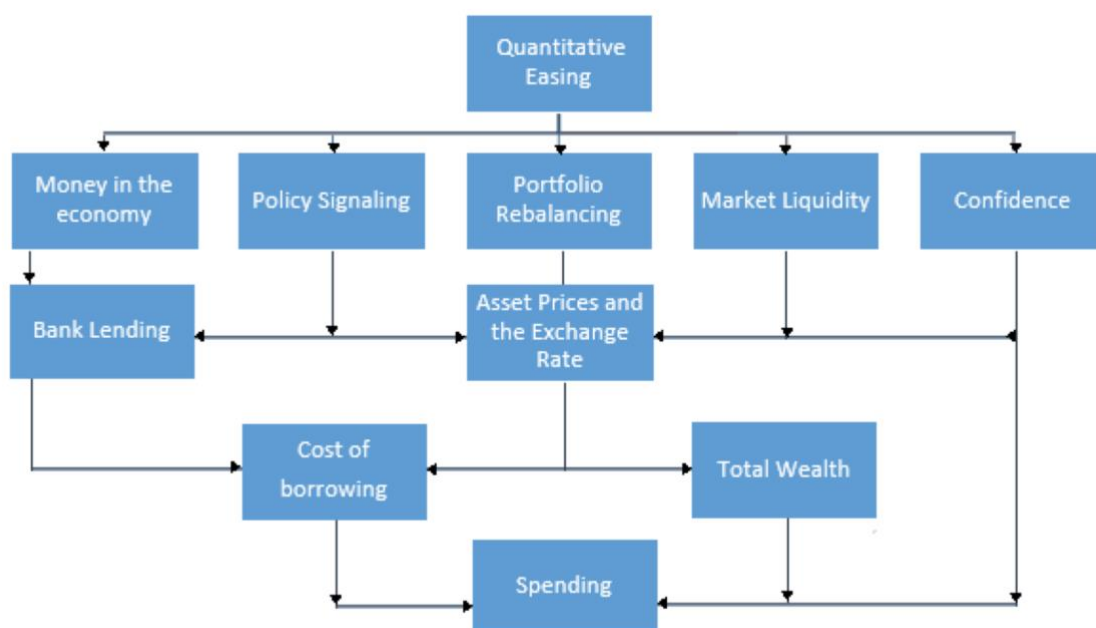 Quantitative
Easing
Money in the
economy
Policy Signaling
Portfolio
Rebalancing
Market Liquidity
Confidence
Bank Lending
Asset Prices and
the Exchange
Rate
Cost of
borrowing
Total Wealth
Spending